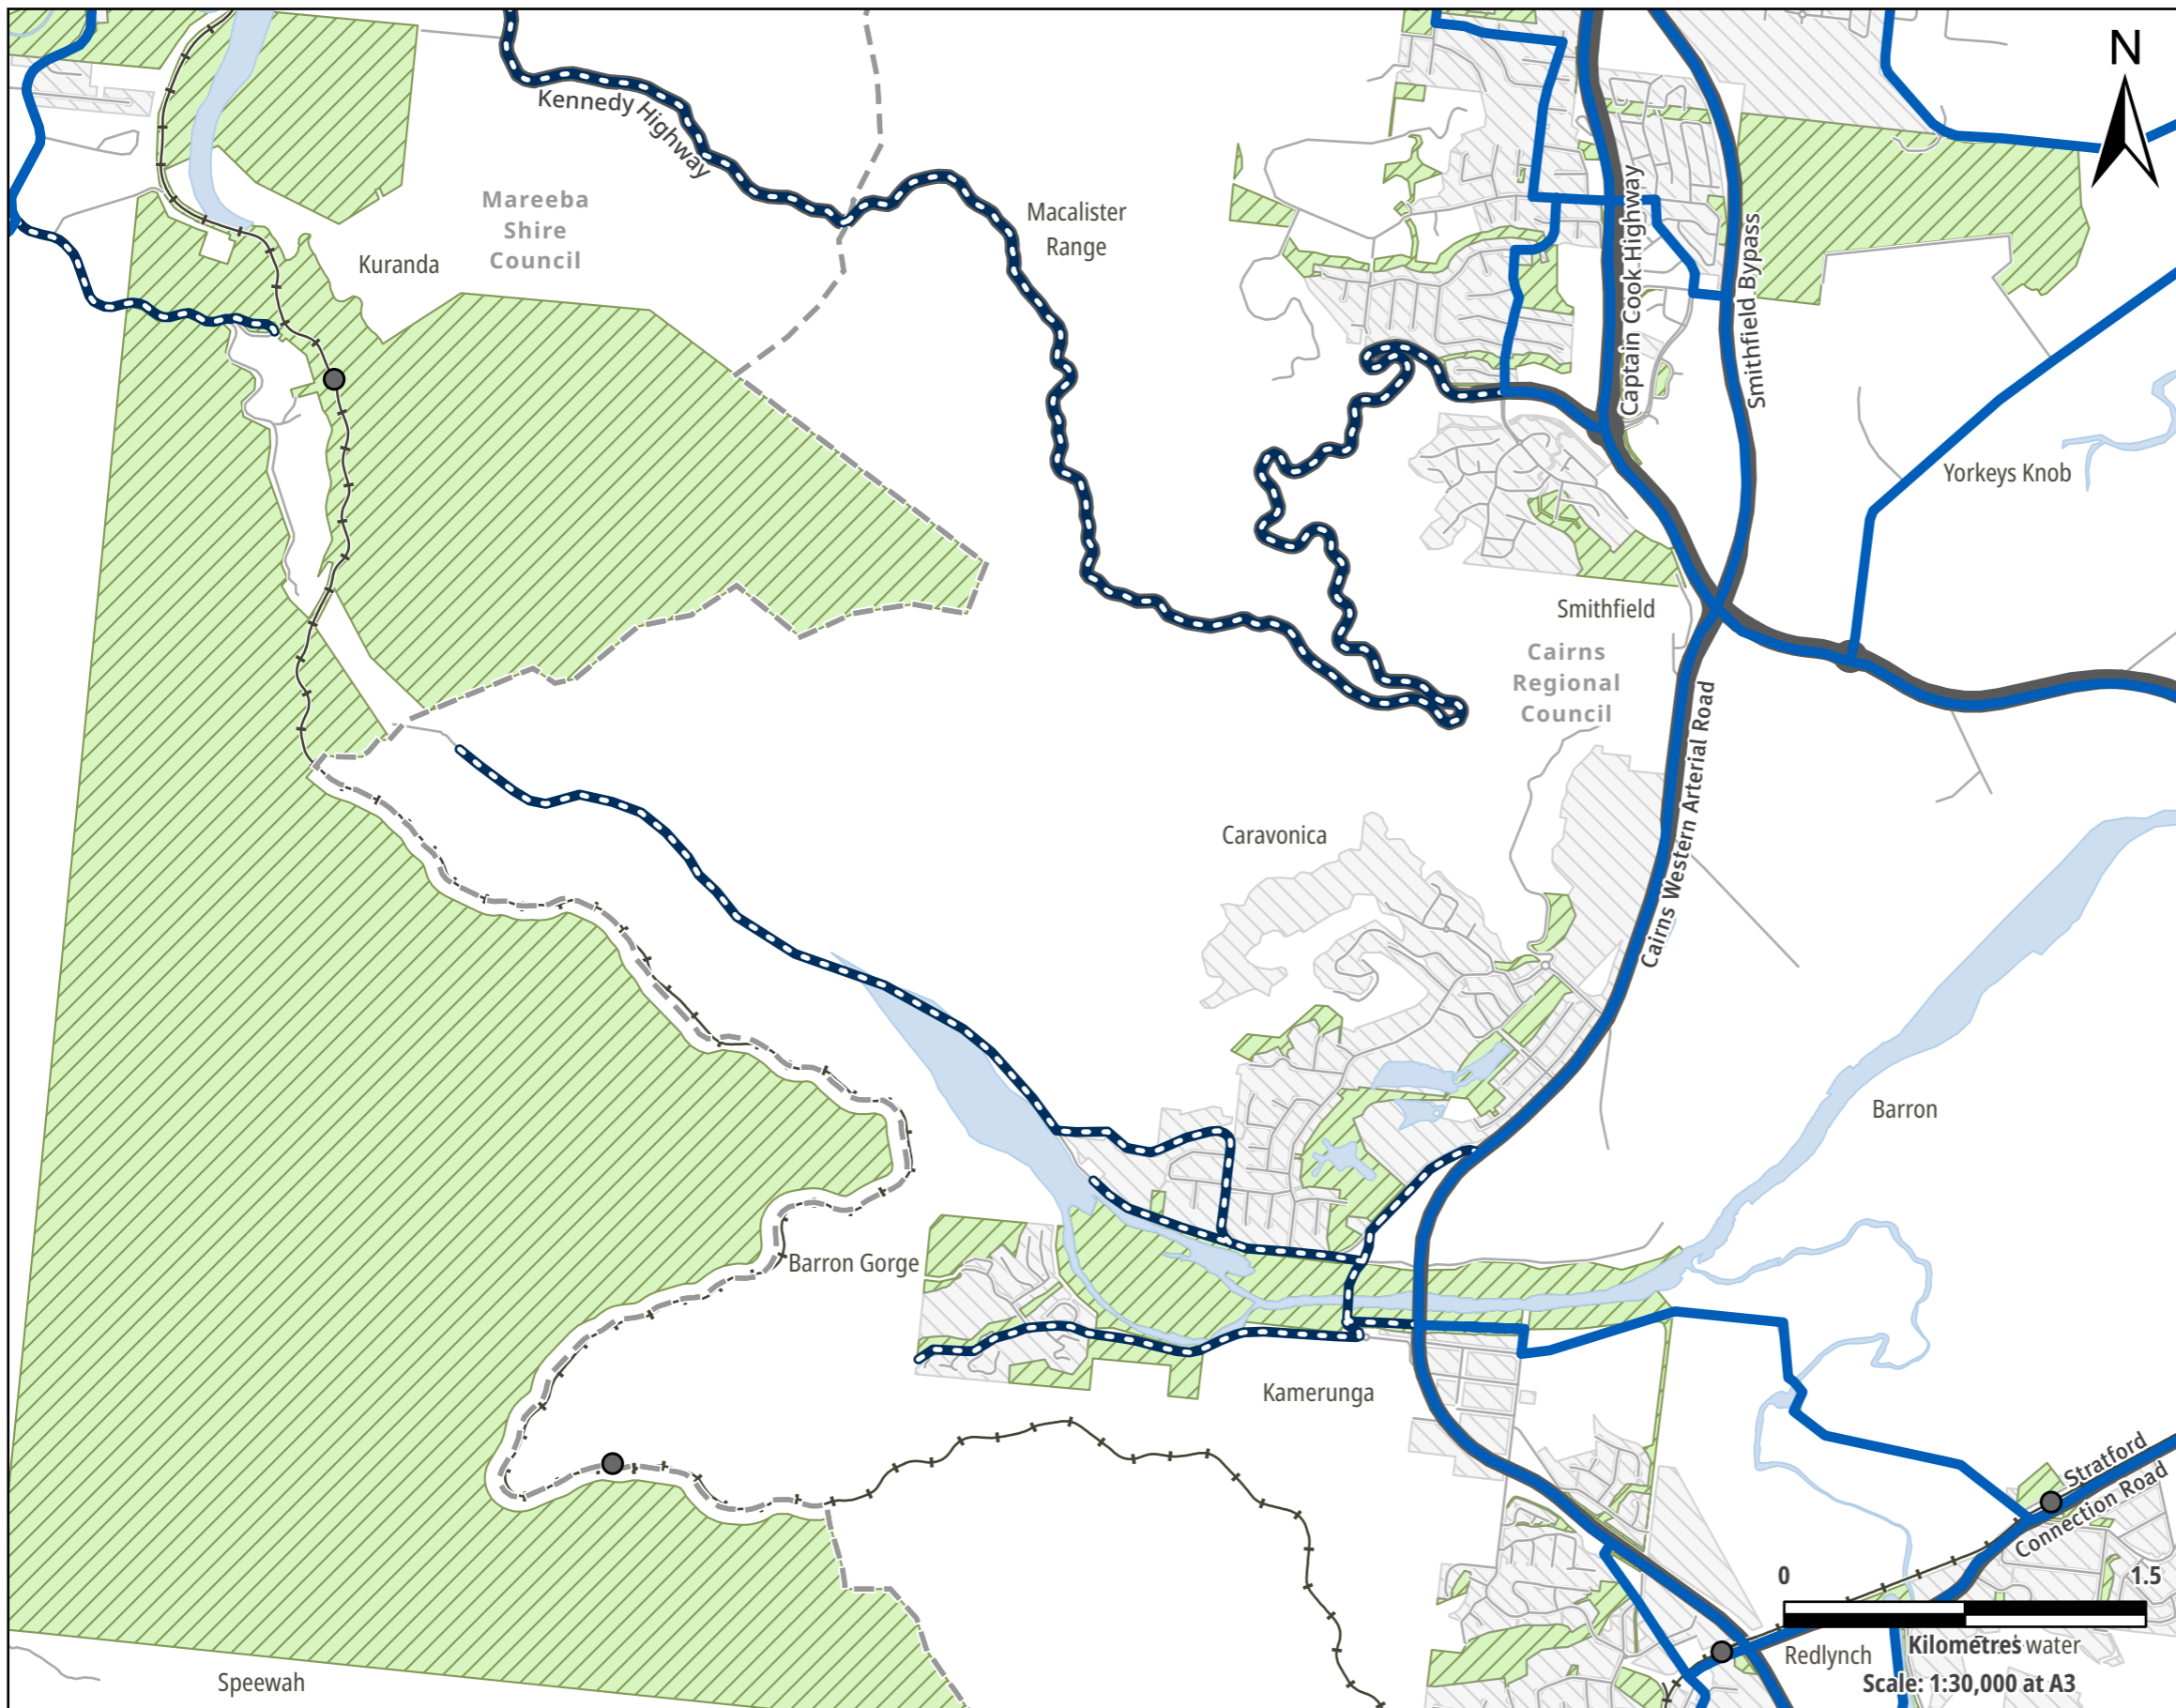 N
Kennedy Highway
Mareeba
Shire
Council
Macalister
Range
Kuranda
Captain Cook Highway
Smithfield Bypass
Yorkeys Knob
Smithfield
Cairns
Regional
Council
Cairns Western Arterial Road
Caravonica
Barron
Barron Gorge
Kamerunga
Stratford
Connection Road
0 1.5
Redlynch
Kilometres
water
Scale: 1:30,000 at A3
Speewah